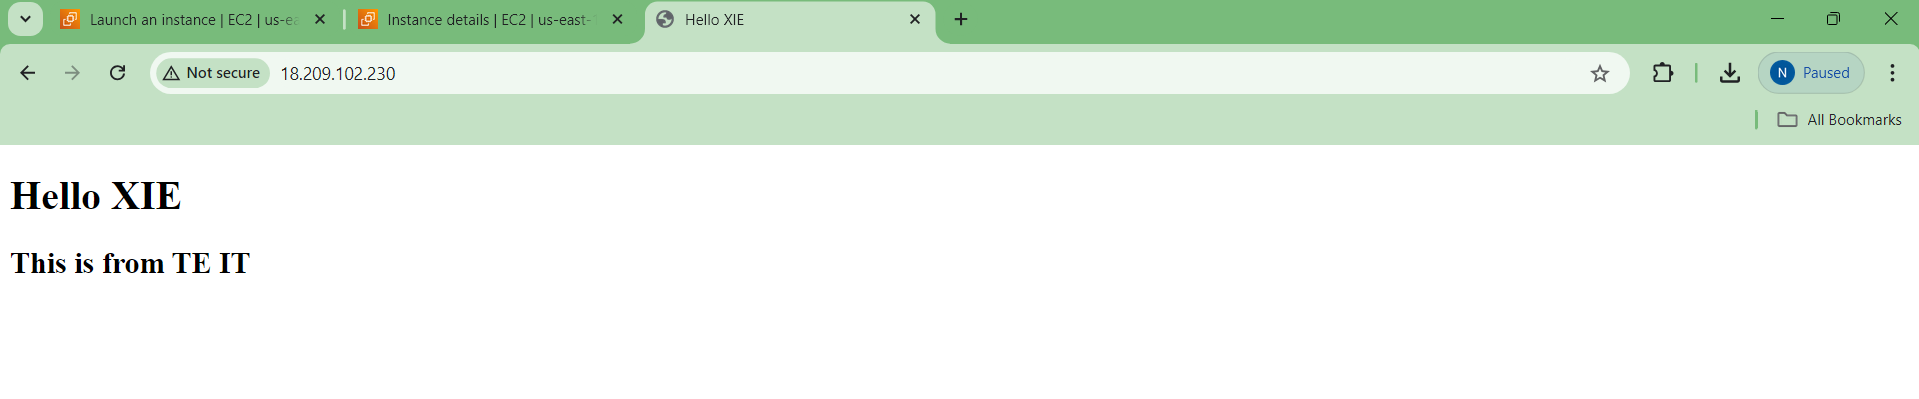 Launch an instance | EC2 | us-ea
Instance details | EC2 | us-east-
Hello XIE
Not secure
18.209.102.230
N
Paused
All Bookmarks
Hello XIE
This is from TE IT